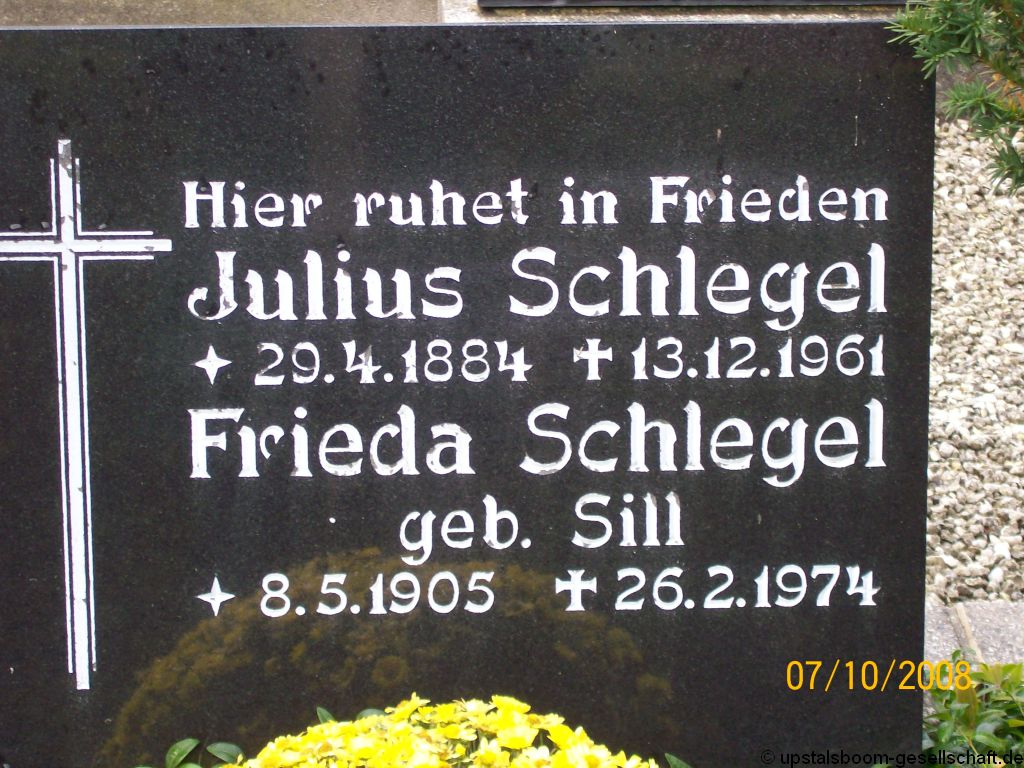 Hier ruhet in Frieden
Julius Schlegel
✦ 29.4.1884 ✝ 13.12.1961
Frieda Schlegel
geb. Sill
✦ 8.5.1905 ✝ 26.2.1974
07/10/2008
© upstalsboom-gesellschaft.de